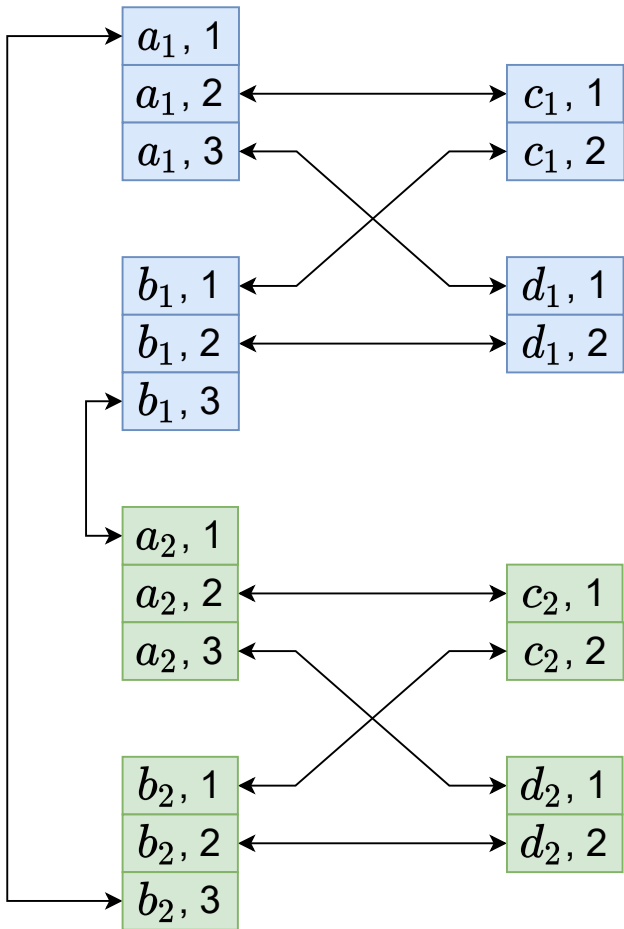 a₁, 1
a₁, 2
c₁, 1
a₁, 3
c₁, 2
b₁, 1
d₁, 1
b₁, 2
d₁, 2
b₁, 3
a₂, 1
a₂, 2
c₂, 1
a₂, 3
c₂, 2
b₂, 1
d₂, 1
b₂, 2
d₂, 2
b₂, 3